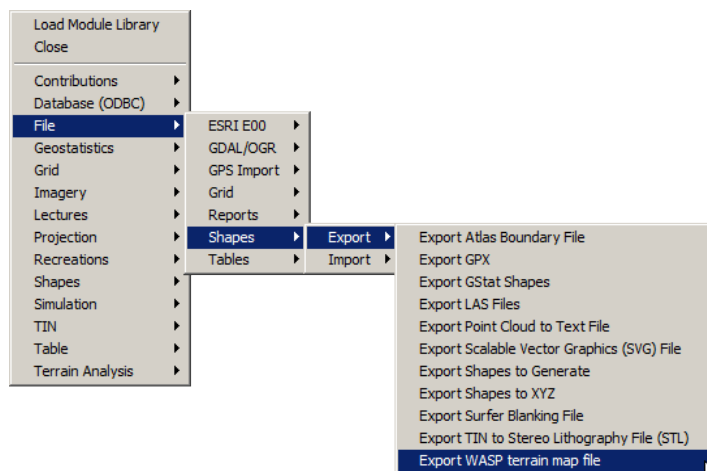 Load Module Library
Close
Contributions
Database (ODBC)
File
Geostatistics
Grid
Imagery
Lectures
Projection
Recreations
Shapes
Simulation
TIN
Table
Terrain Analysis
ESRI E00
GDAL/OGR
GPS Import
Grid
Reports
Shapes
Tables
Export
Import
Export Atlas Boundary File
Export GPX
Export GStat Shapes
Export LAS Files
Export Point Cloud to Text File
Export Scalable Vector Graphics (SVG) File
Export Shapes to Generate
Export Shapes to XYZ
Export Surfer Blanking File
Export TIN to Stereo Lithography File (STL)
Export WASP terrain map file